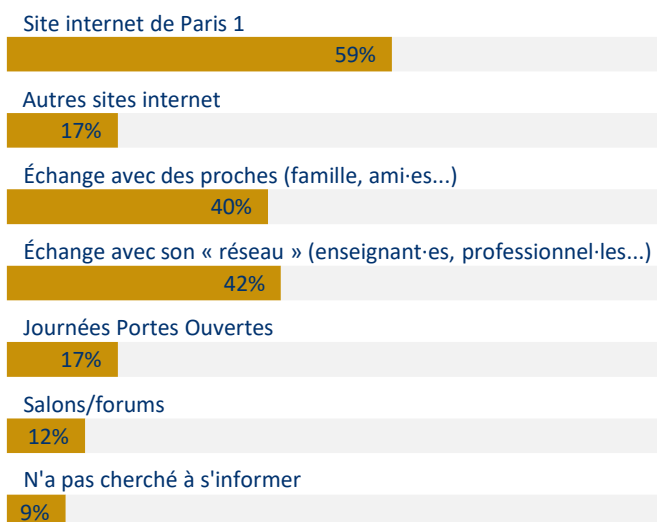 Site internet de Paris 1
59%
Autres sites internet
17%
Échange avec des proches (famille, ami·es...)
40%
Échange avec son « réseau » (enseignant·es, professionnel·les...)
42%
Journées Portes Ouvertes
17%
Salons/forums
12%
N'a pas cherché à s'informer
9%